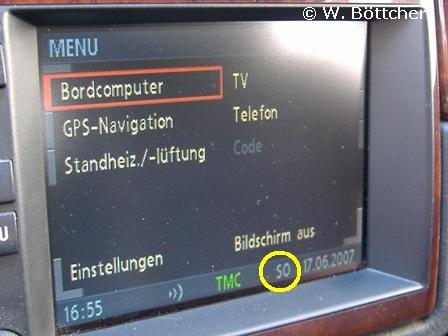 © W. Böttcher
MENU
Bordcomputer
TV
GPS-Navigation
Telefon
Standheiz./-lüftung
Code
Einstellungen
Bildschirm aus
16:55
TMC
SO
17.06.2007
U